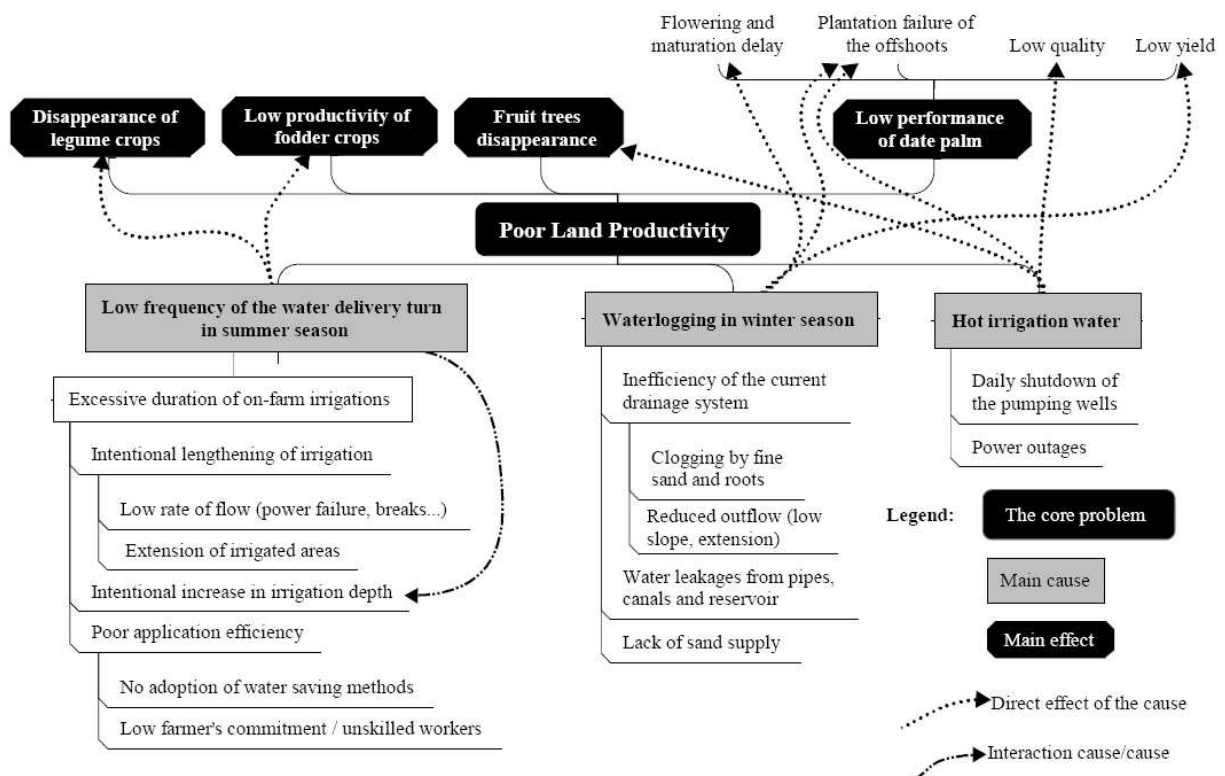 Flowering and
maturation delay
Plantation failure of
the offshoots
Low quality
Low yield
Disappearance of
legume crops
Low productivity of
fodder crops
Fruit trees
disappearance
Low performance
of date palm
Poor Land Productivity
Low frequency of the water delivery turn
in summer season
Waterlogging in winter season
Hot irrigation water
Excessive duration of on-farm irrigations
Intentional lengthening of irrigation
Low rate of flow (power failure, breaks...)
Extension of irrigated areas
Intentional increase in irrigation depth
Poor application efficiency
No adoption of water saving methods
Low farmer's commitment / unskilled workers
Inefficiency of the current
drainage system
Clogging by fine
sand and roots
Reduced outflow (low
slope, extension)
Water leakages from pipes,
canals and reservoir
Lack of sand supply
Daily shutdown of
the pumping wells
Power outages
Legend:
The core problem
Main cause
Main effect
Direct effect of the cause
Interaction cause/cause